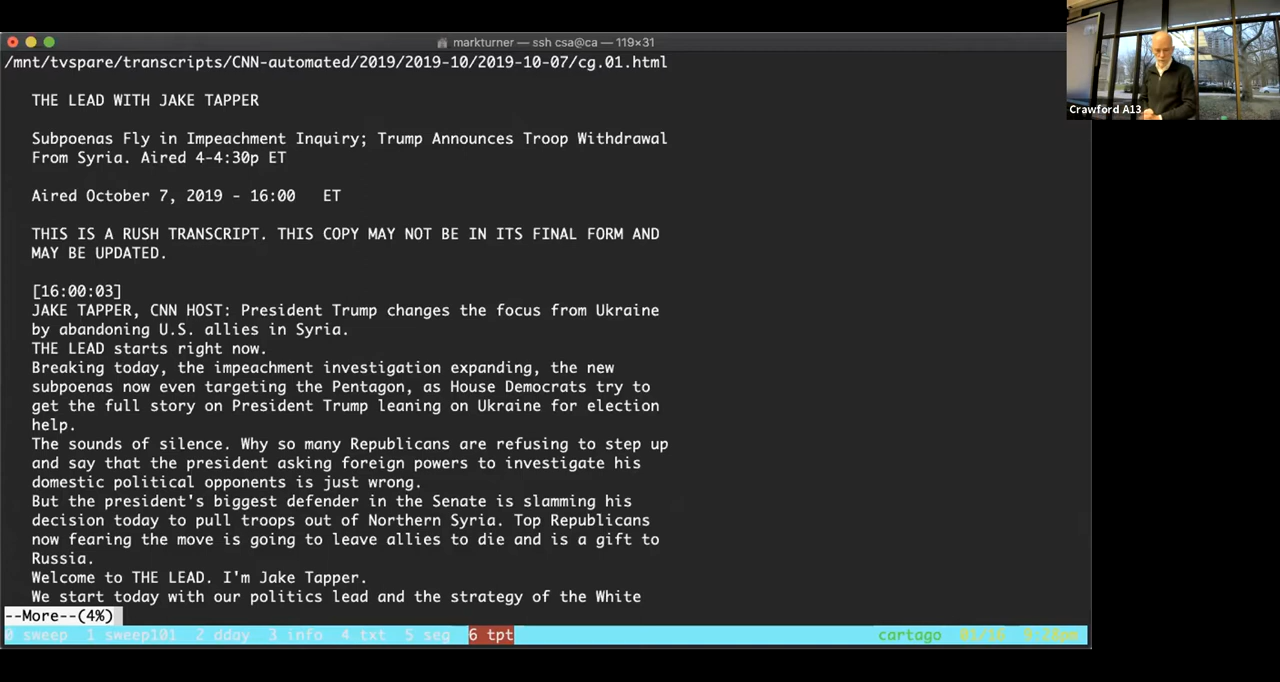 markturner — ssh csa@ca — 119×31
/mnt/tvspare/transcripts/CNN-automated/2019/2019-10/2019-10-07/cg.01.html
THE LEAD WITH JAKE TAPPER
Subpoenas Fly in Impeachment Inquiry; Trump Announces Troop Withdrawal
From Syria. Aired 4-4:30p ET
Aired October 7, 2019 - 16:00 ET
THIS IS A RUSH TRANSCRIPT. THIS COPY MAY NOT BE IN ITS FINAL FORM AND
MAY BE UPDATED.
[16:00:03]
JAKE TAPPER, CNN HOST: President Trump changes the focus from Ukraine
by abandoning U.S. allies in Syria.
THE LEAD starts right now.
Breaking today, the impeachment investigation expanding, the new
subpoenas now even targeting the Pentagon, as House Democrats try to
get the full story on President Trump leaning on Ukraine for election
help.
The sounds of silence. Why so many Republicans are refusing to step up
and say that the president asking foreign powers to investigate his
domestic political opponents is just wrong.
But the president's biggest defender in the Senate is slamming his
decision today to pull troops out of Northern Syria. Top Republicans
now fearing the move is going to leave allies to die and is a gift to
Russia.
Welcome to THE LEAD. I'm Jake Tapper.
We start today with our politics lead and the strategy of the White
--More--(4%)
0 sweep 1 sweep101 2 dday 3 info 4 txt 5 seg 6 tpt cartago 01/16 9:28pm
Crawford A13